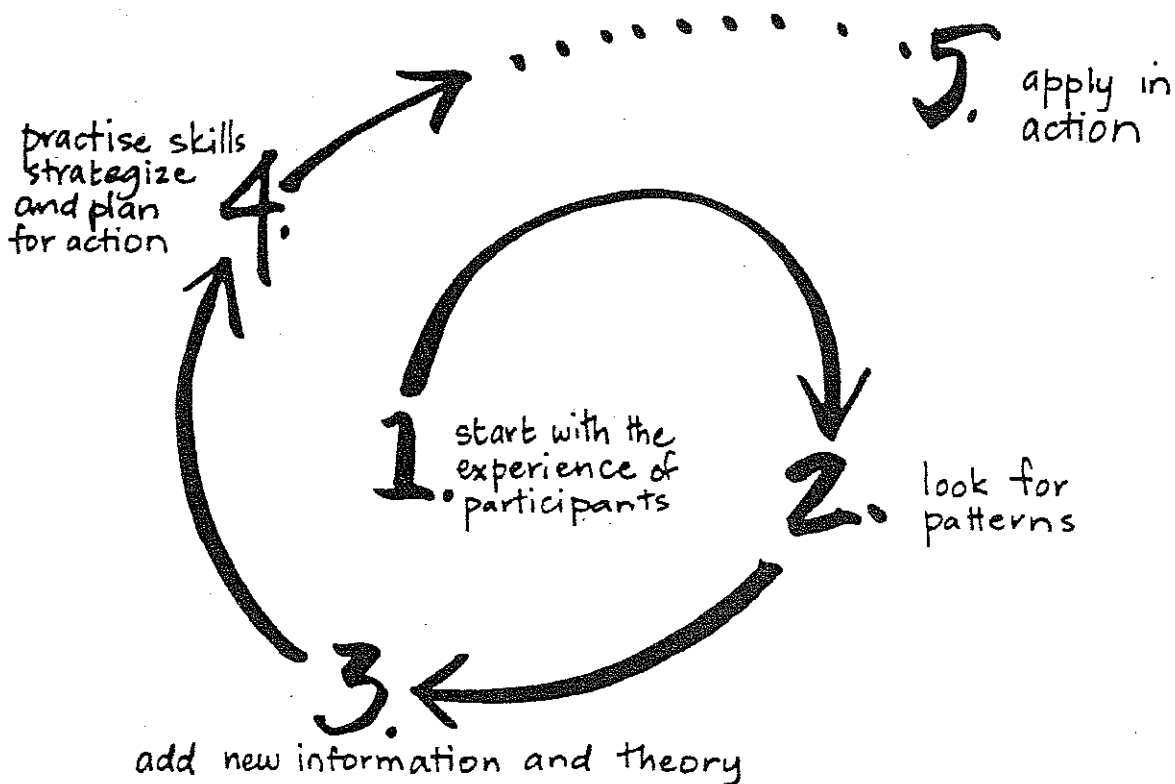 1. start with the
experience of
participants
2. look for
patterns
3.
add new information and theory
4.
practise skills
strategize
and plan
for action
5. apply in
action